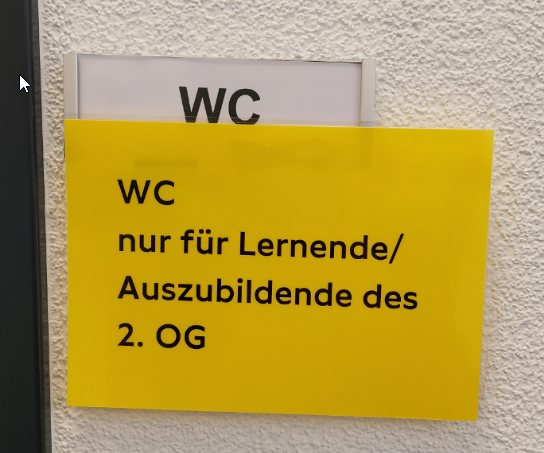 WC
WC
nur für Lernende/
Auszubildende des
2. OG